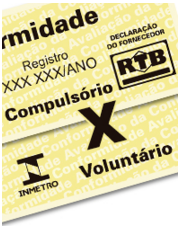 rmidade
Registro
XXX XXX/ANO
DECLARAÇÃO
DO FORNECEDOR
RTB
Compulsório
X
Voluntário
INMETRO